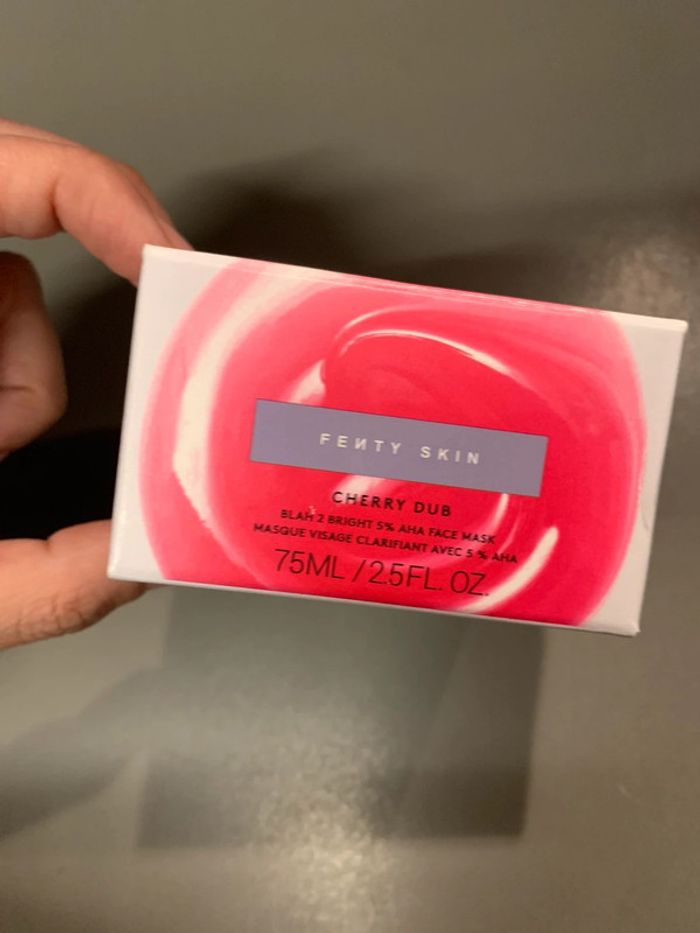 FEИTY SKIN
CHERRY DUB
BLAH 2 BRIGHT 5% AHA FACE MASK
MASQUE VISAGE CLARIFIANT AVEC 5 % AHA
75ML / 2.5FL. OZ.